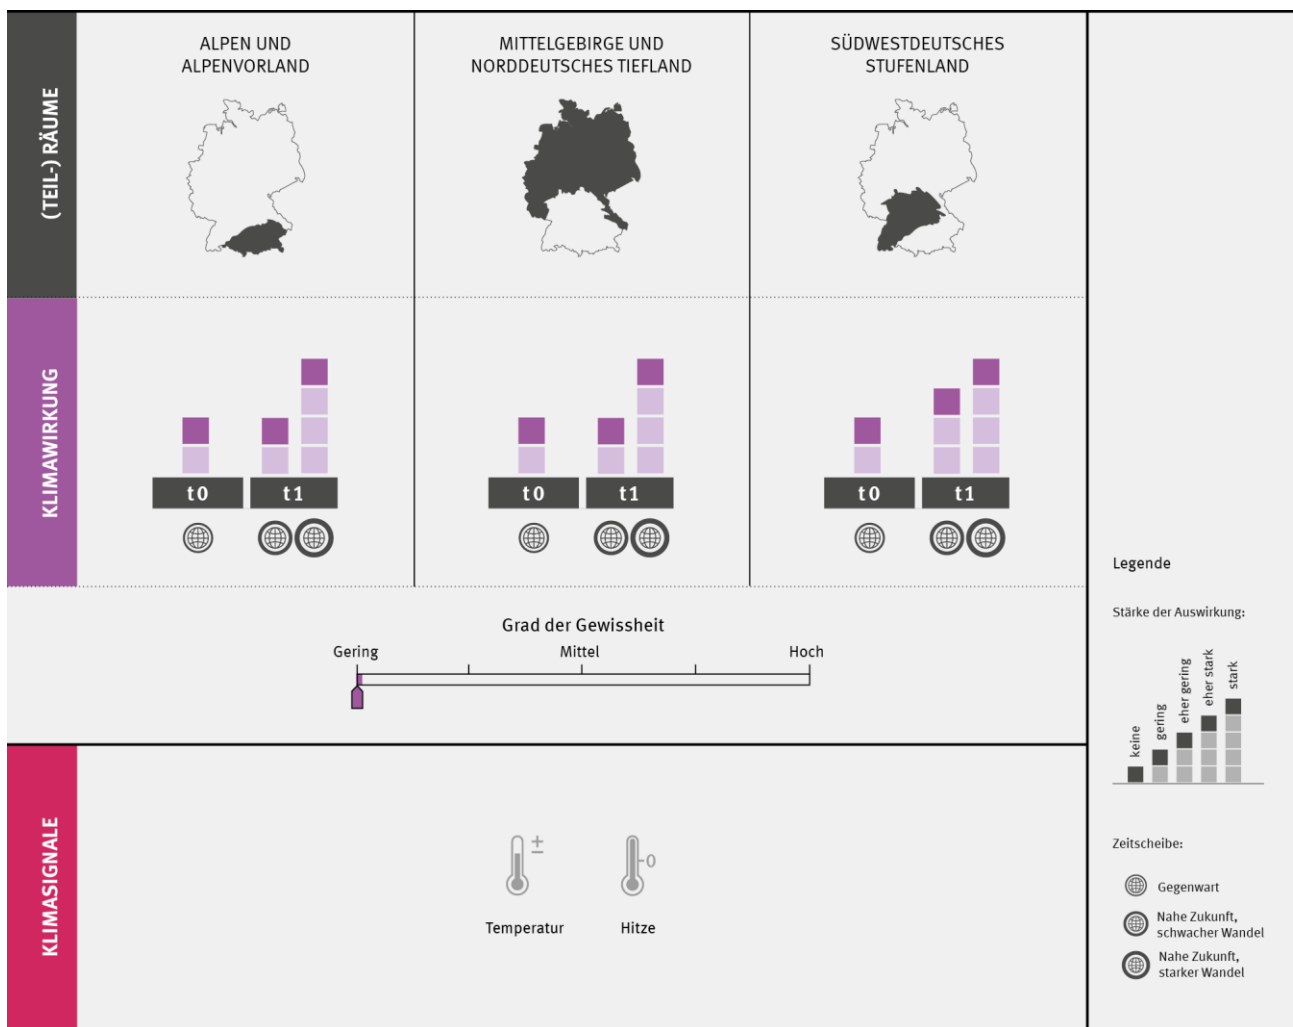 (TEIL-) RÄUME
ALPEN UND
ALPENVORLAND
MITTELGEBIRGE UND
NORDDEUTSCHES TIEFLAND
SÜDWESTDEUTSCHES
STUFENLAND
KLIMAWIRKUNG
t0
t1
t0
t1
t0
t1
Grad der Gewissheit
Gering
Mittel
Hoch
KLIMASIGNALE
±
0
Temperatur
Hitze
Legende
Stärke der Auswirkung:
keine
gering
eher gering
eher stark
stark
Zeitscheibe:
Gegenwart
Nahe Zukunft,
schwacher Wandel
Nahe Zukunft,
starker Wandel